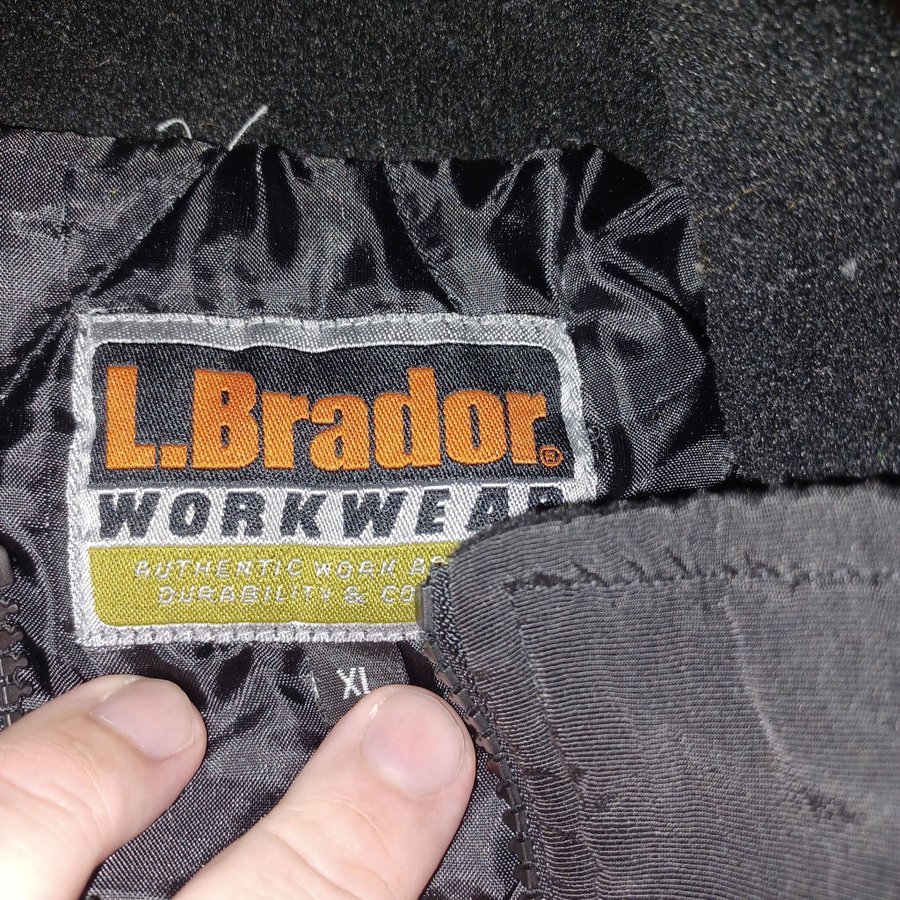 L.Brador®
WORKWEAR
AUTHENTIC WORK
DURABILITY &
XL